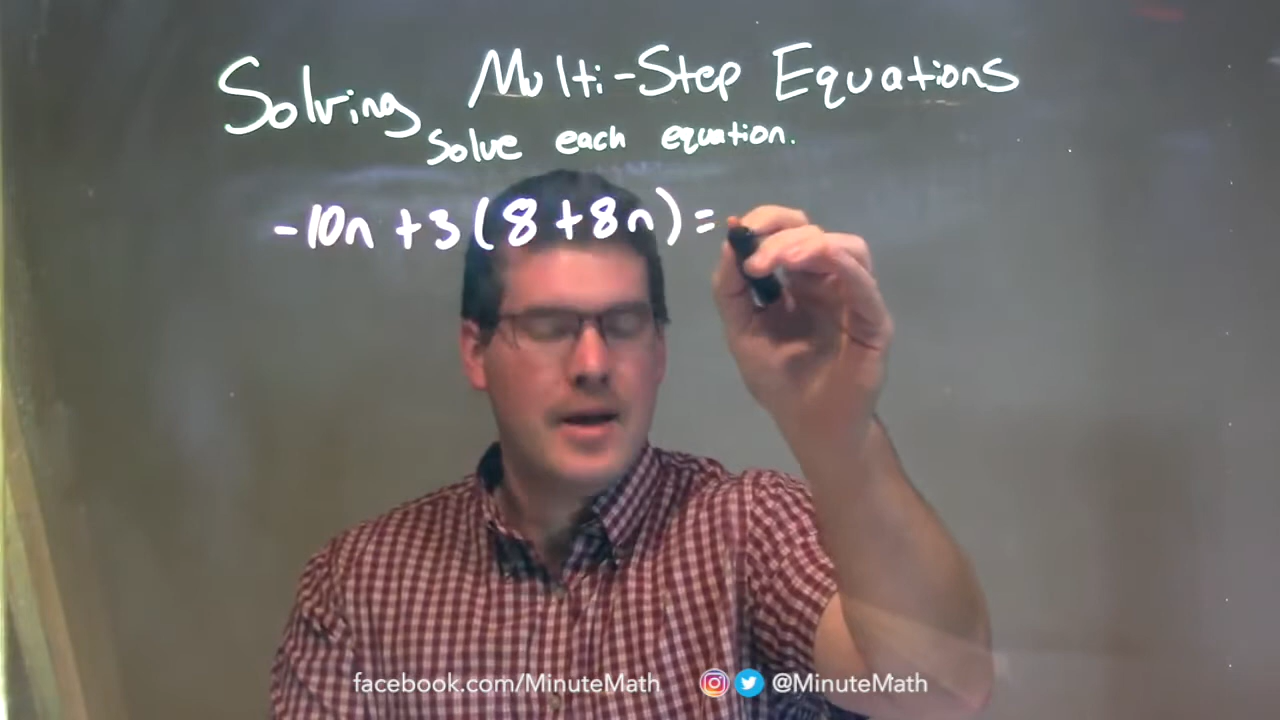 Solving Multi-Step Equations
Solve each equation.
-10n +3(8+8n)=
facebook.com/MinuteMath @MinuteMath